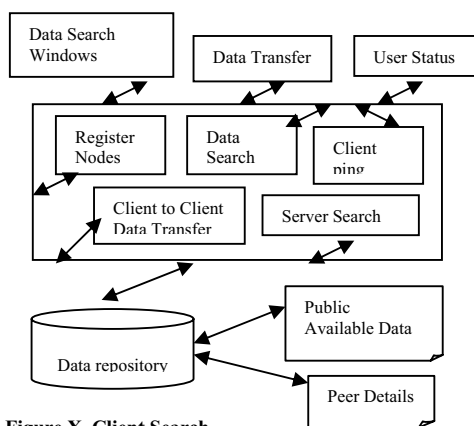 Data Search
Windows
Data Transfer
User Status
Register
Nodes
Data
Search
Client
ping
Client to Client
Data Transfer
Server Search
Data repository
Public
Available Data
Peer Details
Figure X. Client Search